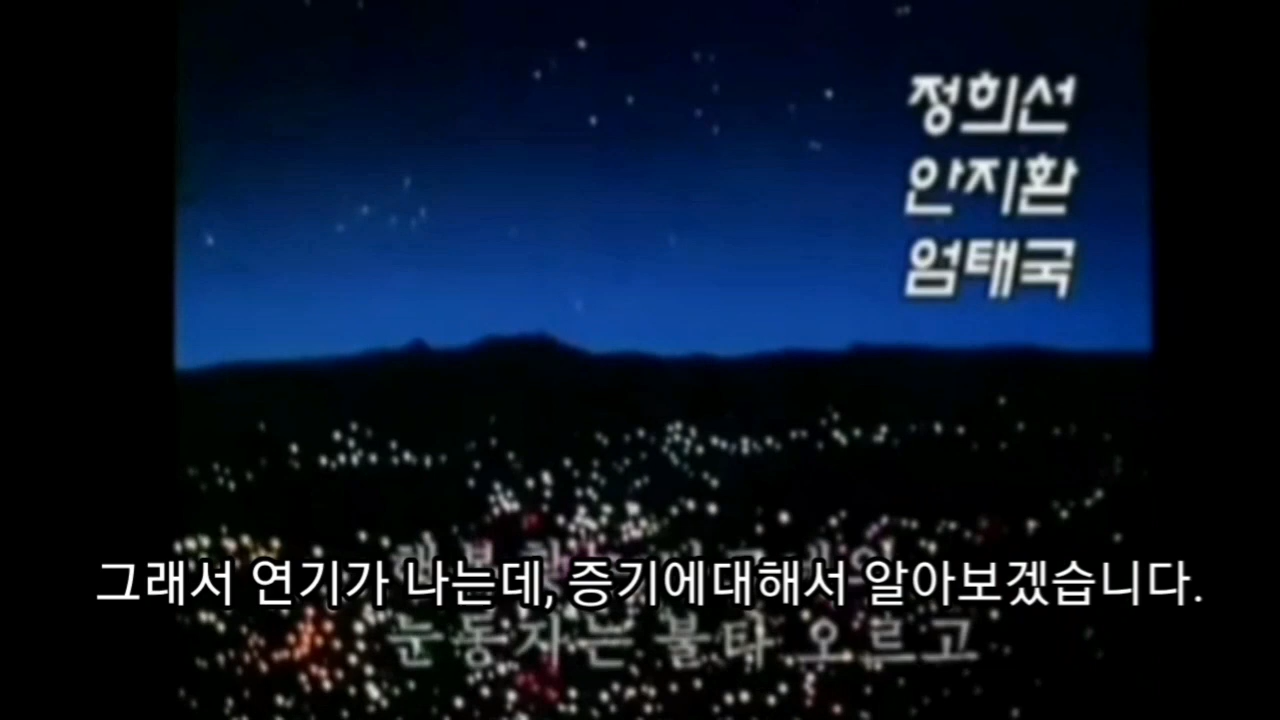 정희선
안지환
엄태국
그래서 연기가 나는데, 증기에대해서 알아보겠습니다.
눈동자는 불타 오르고